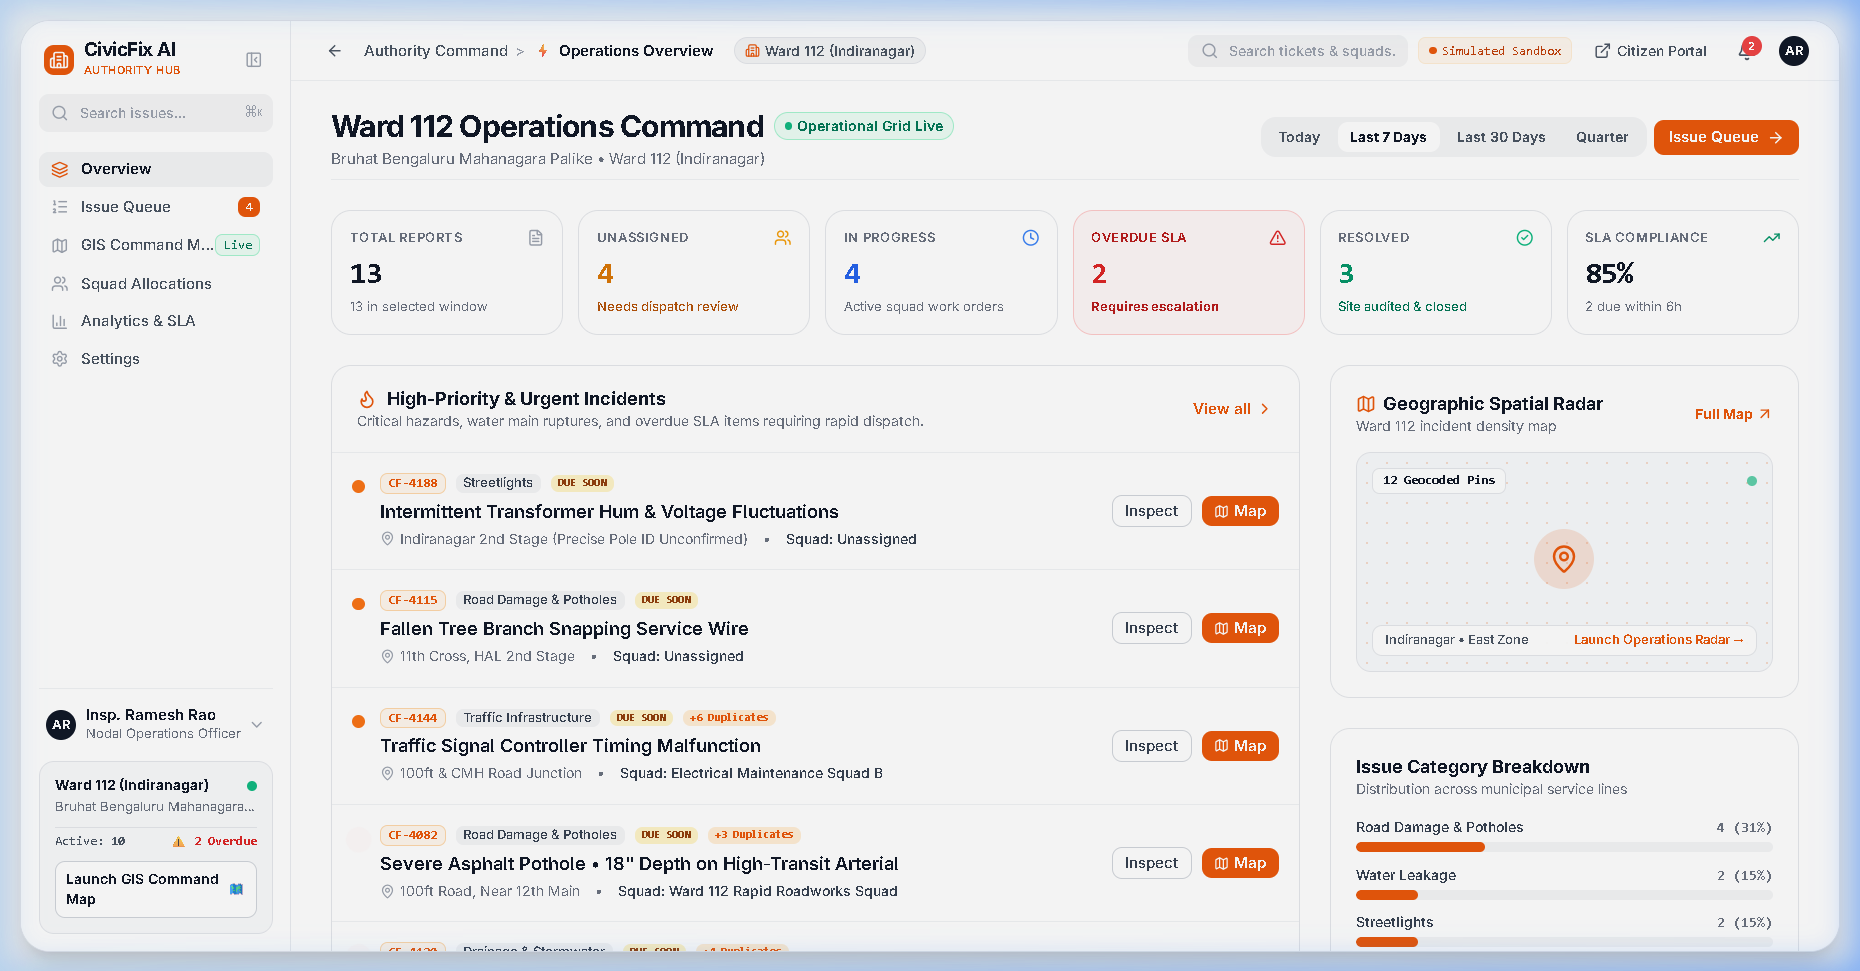 CivicFix AI
AUTHORITY HUB
Search issues...
⌘K
Overview
Issue Queue
4
GIS Command M...
Live
Squad Allocations
Analytics & SLA
Settings
AR
Insp. Ramesh Rao
Nodal Operations Officer
Ward 112 (Indiranagar)
Bruhat Bengaluru Mahanagara...
Active: 10
2 Overdue
Launch GIS Command
Map
Authority Command > Operations Overview
Ward 112 (Indiranagar)
Search tickets & squads.
Simulated Sandbox
Citizen Portal
2
AR
Ward 112 Operations Command
Operational Grid Live
Bruhat Bengaluru Mahanagara Palike • Ward 112 (Indiranagar)
Today
Last 7 Days
Last 30 Days
Quarter
Issue Queue →
TOTAL REPORTS
13
13 in selected window
UNASSIGNED
4
Needs dispatch review
IN PROGRESS
4
Active squad work orders
OVERDUE SLA
2
Requires escalation
RESOLVED
3
Site audited & closed
SLA COMPLIANCE
85%
2 due within 6h
High-Priority & Urgent Incidents
Critical hazards, water main ruptures, and overdue SLA items requiring rapid dispatch.
View all >
CF-4188 Streetlights DUE SOON
Intermittent Transformer Hum & Voltage Fluctuations
Indiranagar 2nd Stage (Precise Pole ID Unconfirmed) • Squad: Unassigned
Inspect
Map
CF-4115 Road Damage & Potholes DUE SOON
Fallen Tree Branch Snapping Service Wire
11th Cross, HAL 2nd Stage • Squad: Unassigned
Inspect
Map
CF-4144 Traffic Infrastructure DUE SOON +6 Duplicates
Traffic Signal Controller Timing Malfunction
100ft & CMH Road Junction • Squad: Electrical Maintenance Squad B
Inspect
Map
CF-4082 Road Damage & Potholes DUE SOON +3 Duplicates
Severe Asphalt Pothole • 18" Depth on High-Transit Arterial
100ft Road, Near 12th Main • Squad: Ward 112 Rapid Roadworks Squad
Inspect
Map
Drainage & Stormwater DUE SOON
Geographic Spatial Radar
Ward 112 incident density map
Full Map ↗
12 Geocoded Pins
Indiranagar • East Zone
Launch Operations Radar→
Issue Category Breakdown
Distribution across municipal service lines
Road Damage & Potholes
4 (31%)
Water Leakage
2 (15%)
Streetlights
2 (15%)